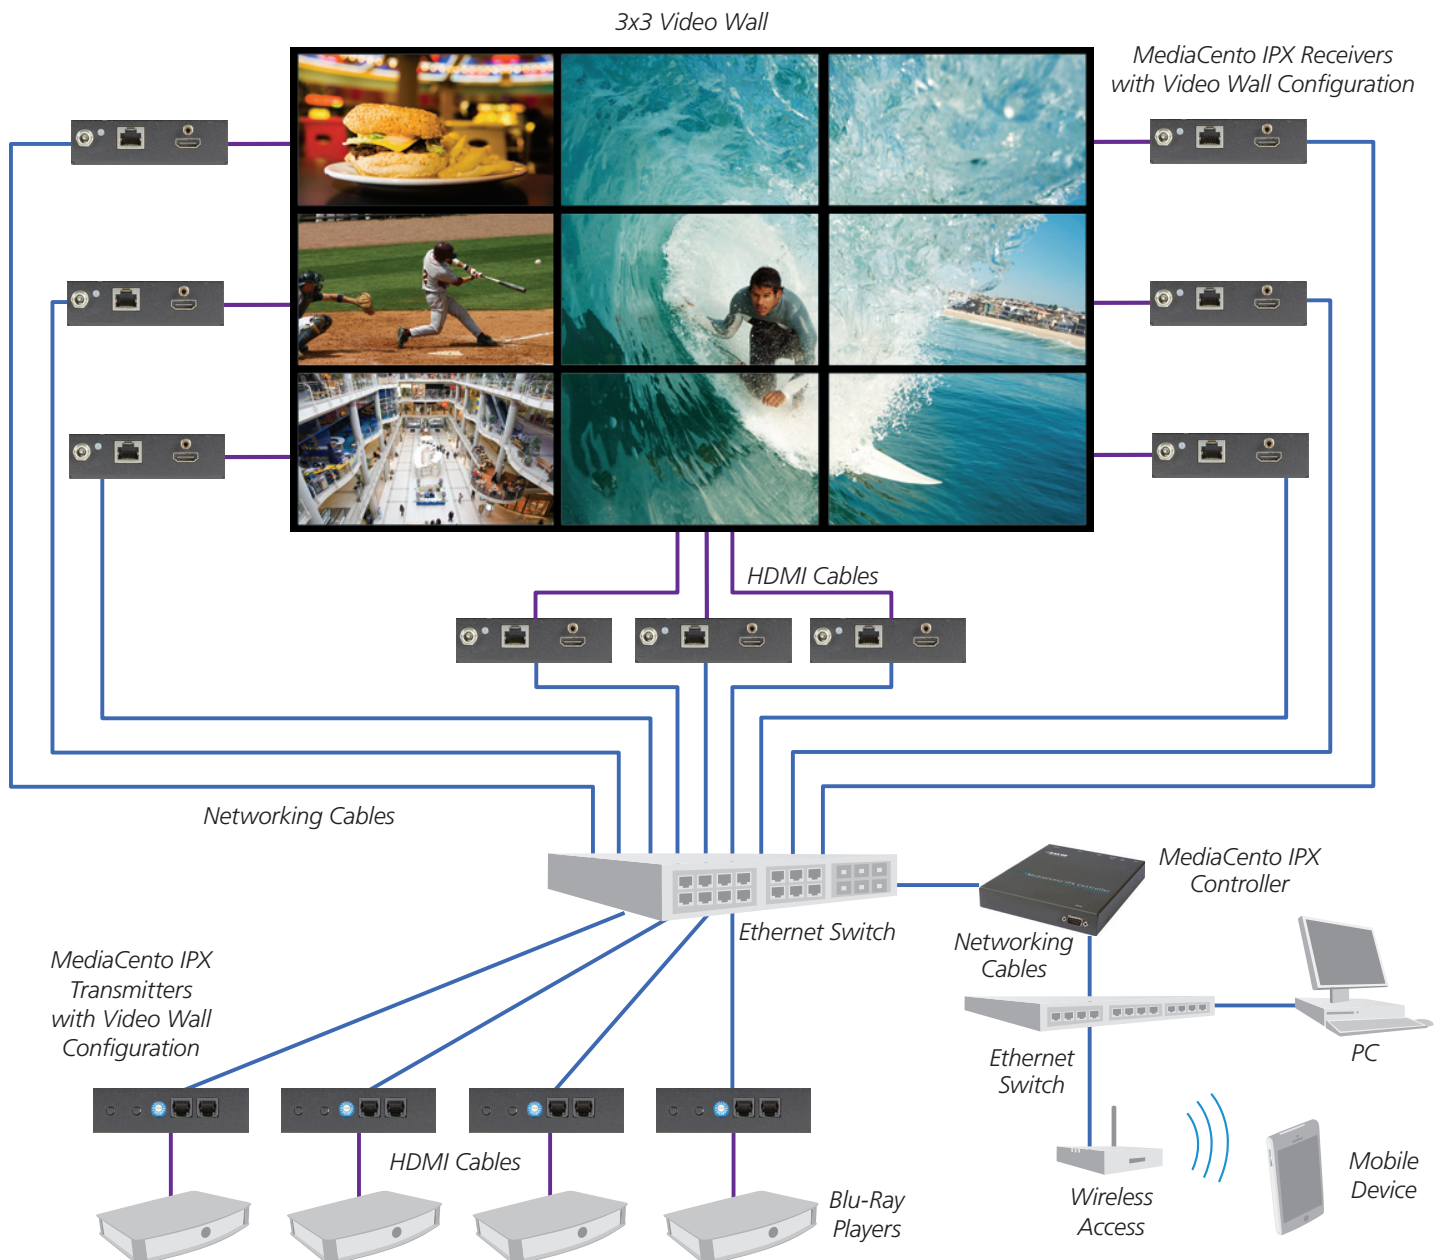 3x3 Video Wall
MediaCento IPX Receivers
with Video Wall Configuration
HDMI Cables
Networking Cables
MediaCento IPX
Controller
Ethernet Switch
Networking
Cables
MediaCento IPX
Transmitters
with Video Wall
Configuration
Ethernet
Switch
PC
HDMI Cables
Blu-Ray
Players
Wireless
Access
Mobile
Device